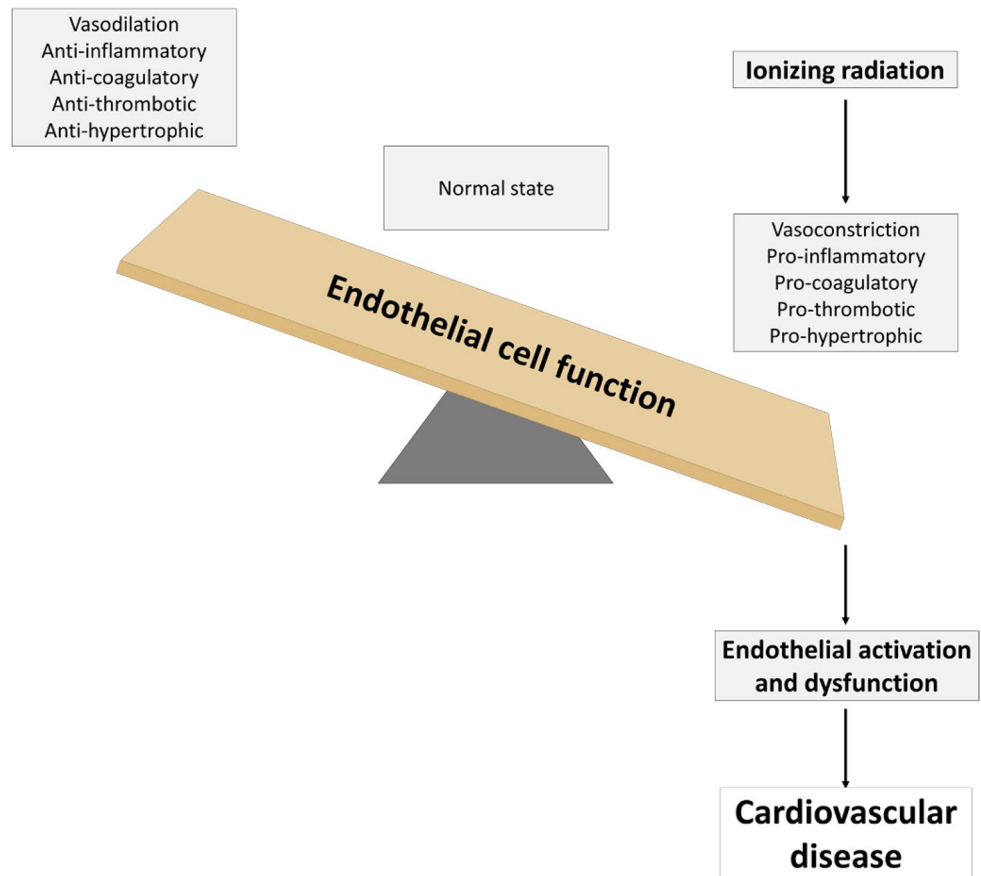 Vasodilation
Anti-inflammatory
Anti-coagulatory
Anti-thrombotic
Anti-hypertrophic
Normal state
Ionizing radiation
Vasoconstriction
Pro-inflammatory
Pro-coagulatory
Pro-thrombotic
Pro-hypertrophic
Endothelial cell function
Endothelial activation
and dysfunction
Cardiovascular
disease